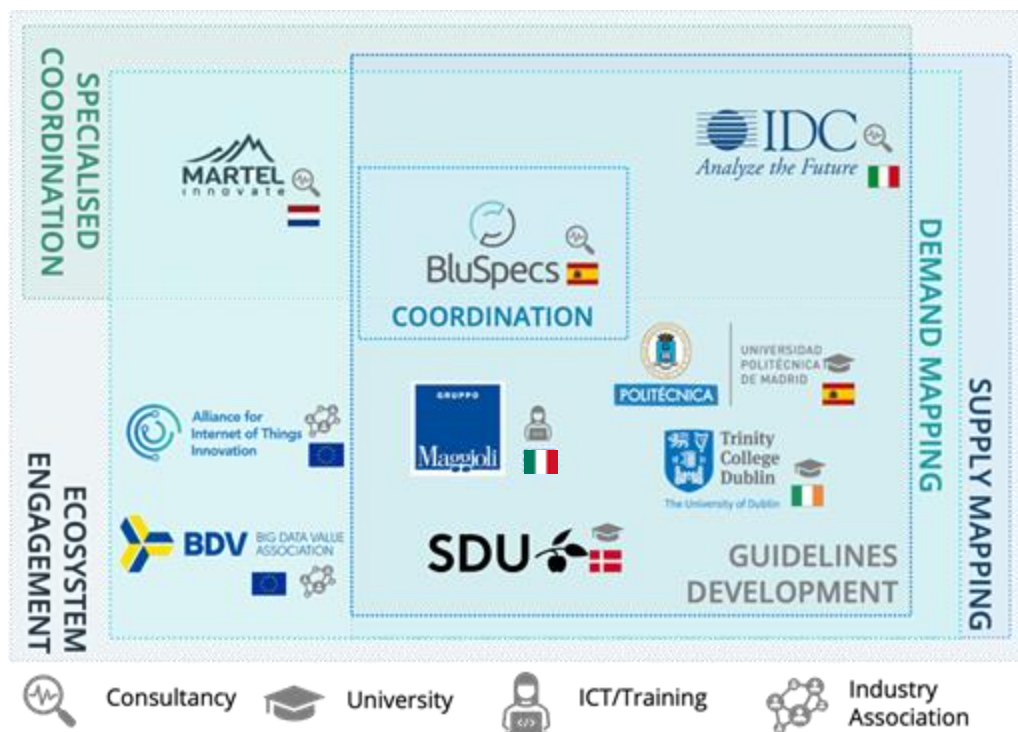 SPECIALISED
COORDINATION
MARTEL
innovate
IDC
Analyze the Future
BluSpecs
COORDINATION
DEMAND MAPPING
SUPPLY MAPPING
POLITÉCNICA
UNIVERSIDAD
POLITÉCNICA
DE MADRID
GRUPPO
Maggioli
Alliance for
Internet of Things
Innovation
Trinity
College
Dublin
The University of Dublin
BDV BIG DATA VALUE
ASSOCIATION
SDU
GUIDELINES
DEVELOPMENT
ECOSYSTEM
ENGAGEMENT
Consultancy
University
ICT/Training
Industry
Association